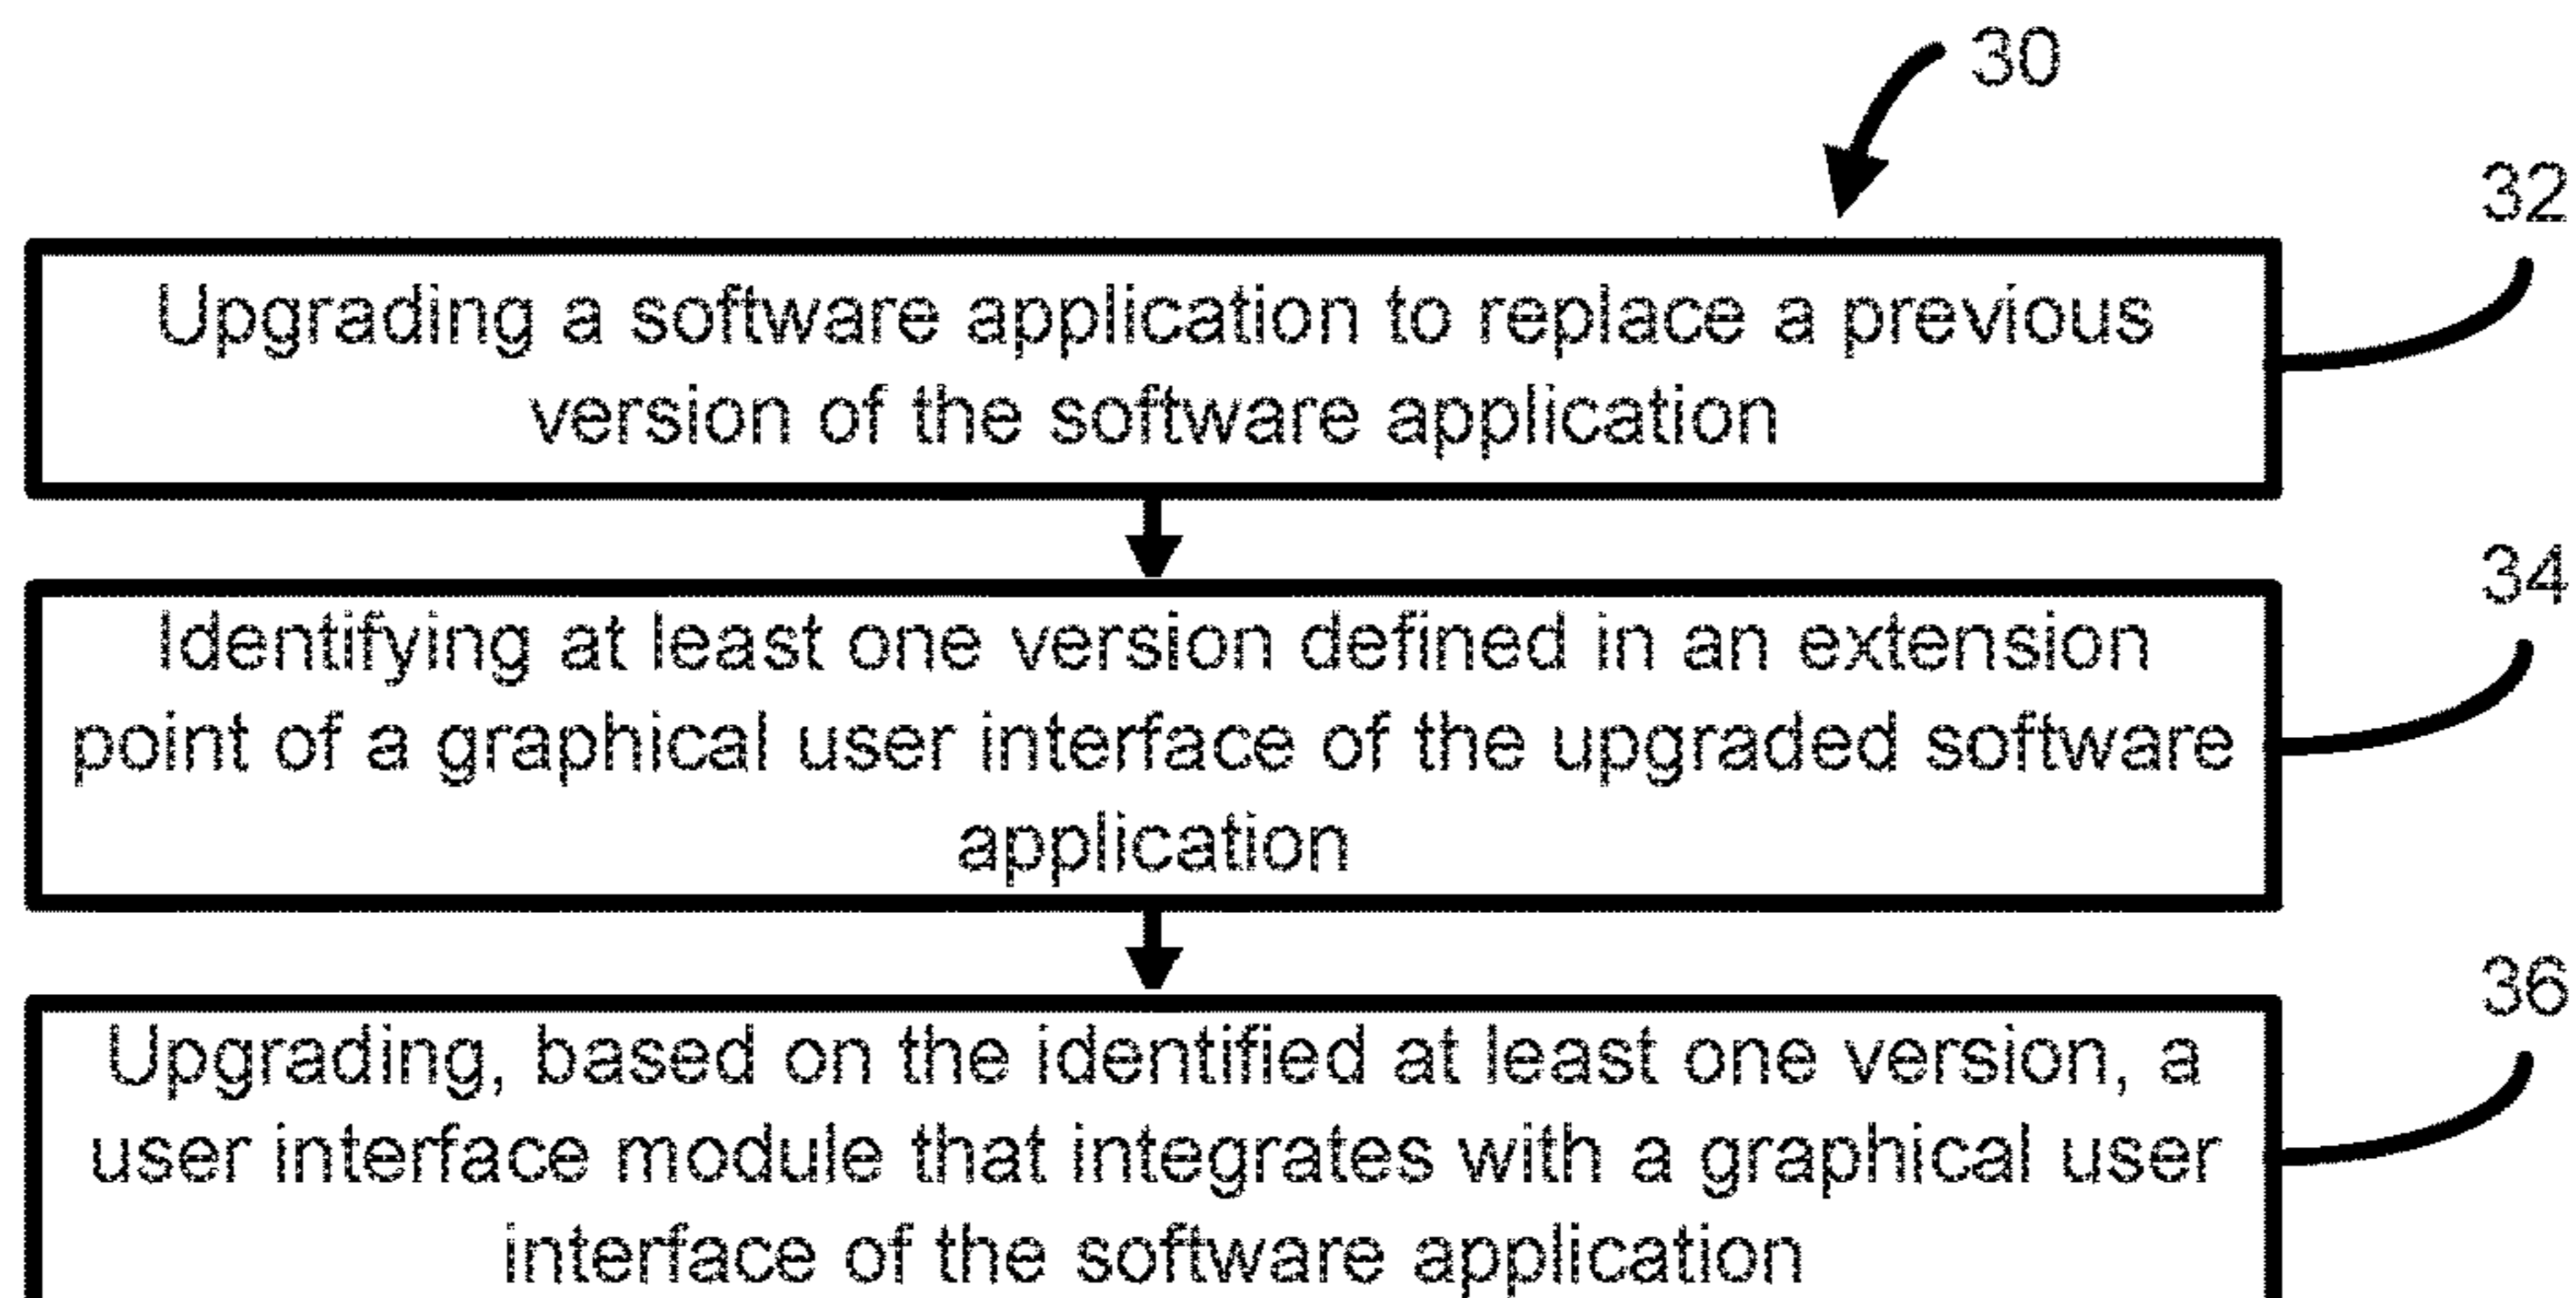 30
32
Upgrading a software application to replace a previous
version of the software application
34
Identifying at least one version defined in an extension
point of a graphical user interface of the upgraded software
application
36
Upgrading, based on the identified at least one version, a
user interface module that integrates with a graphical user
interface of the software application